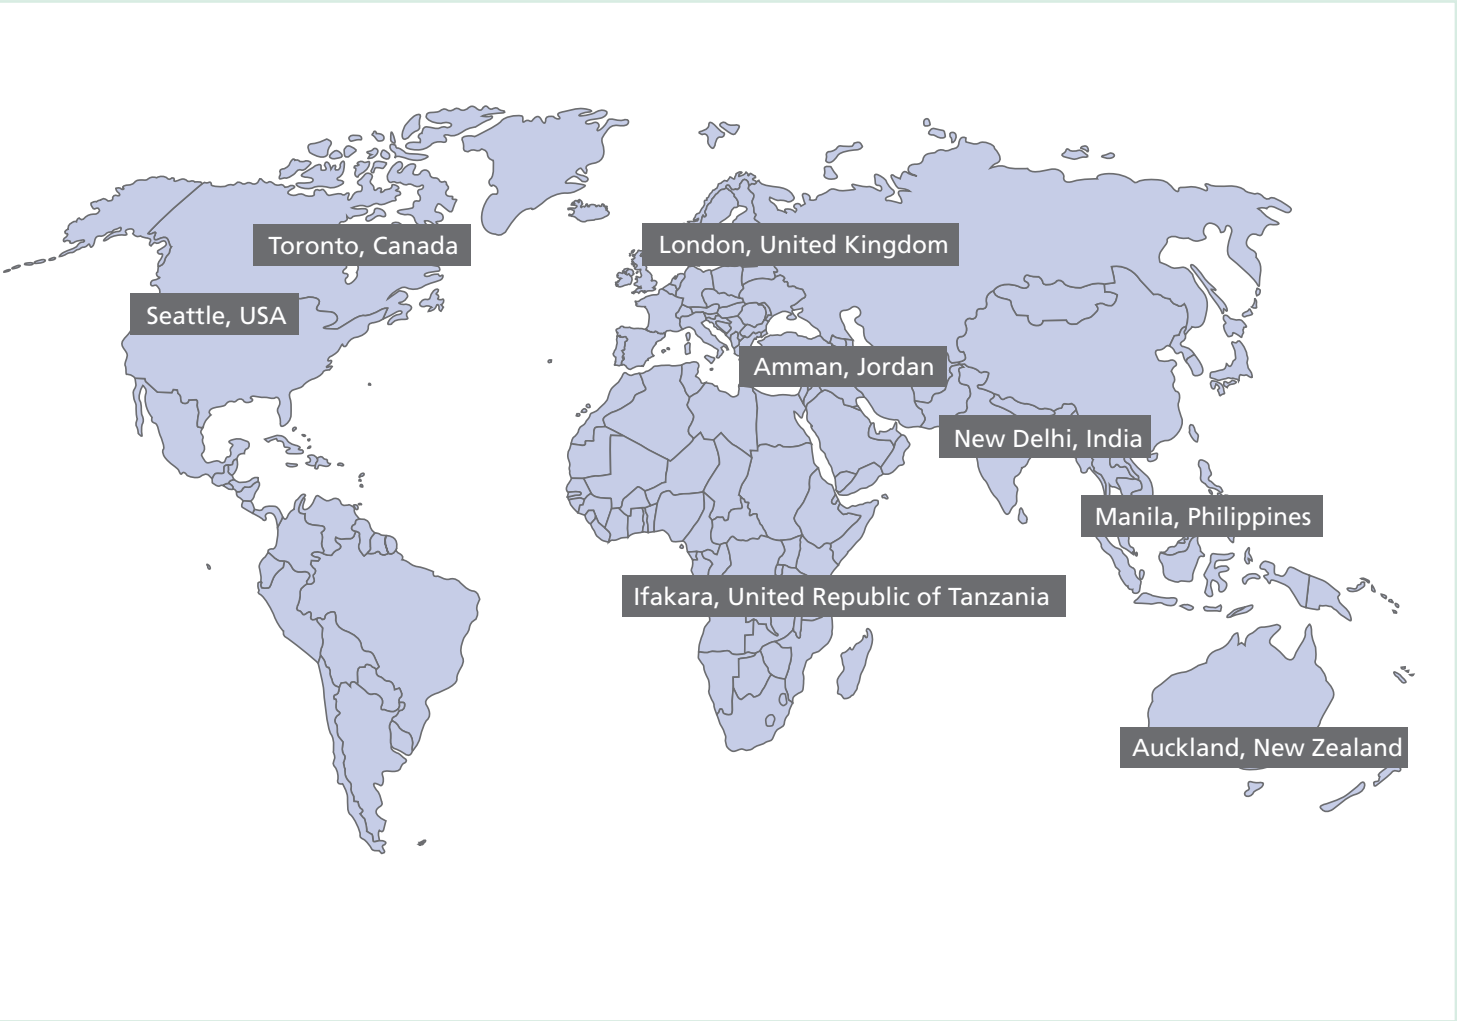 Toronto, Canada
London, United Kingdom
Seattle, USA
Amman, Jordan
New Delhi, India
Manila, Philippines
Ifakara, United Republic of Tanzania
Auckland, New Zealand